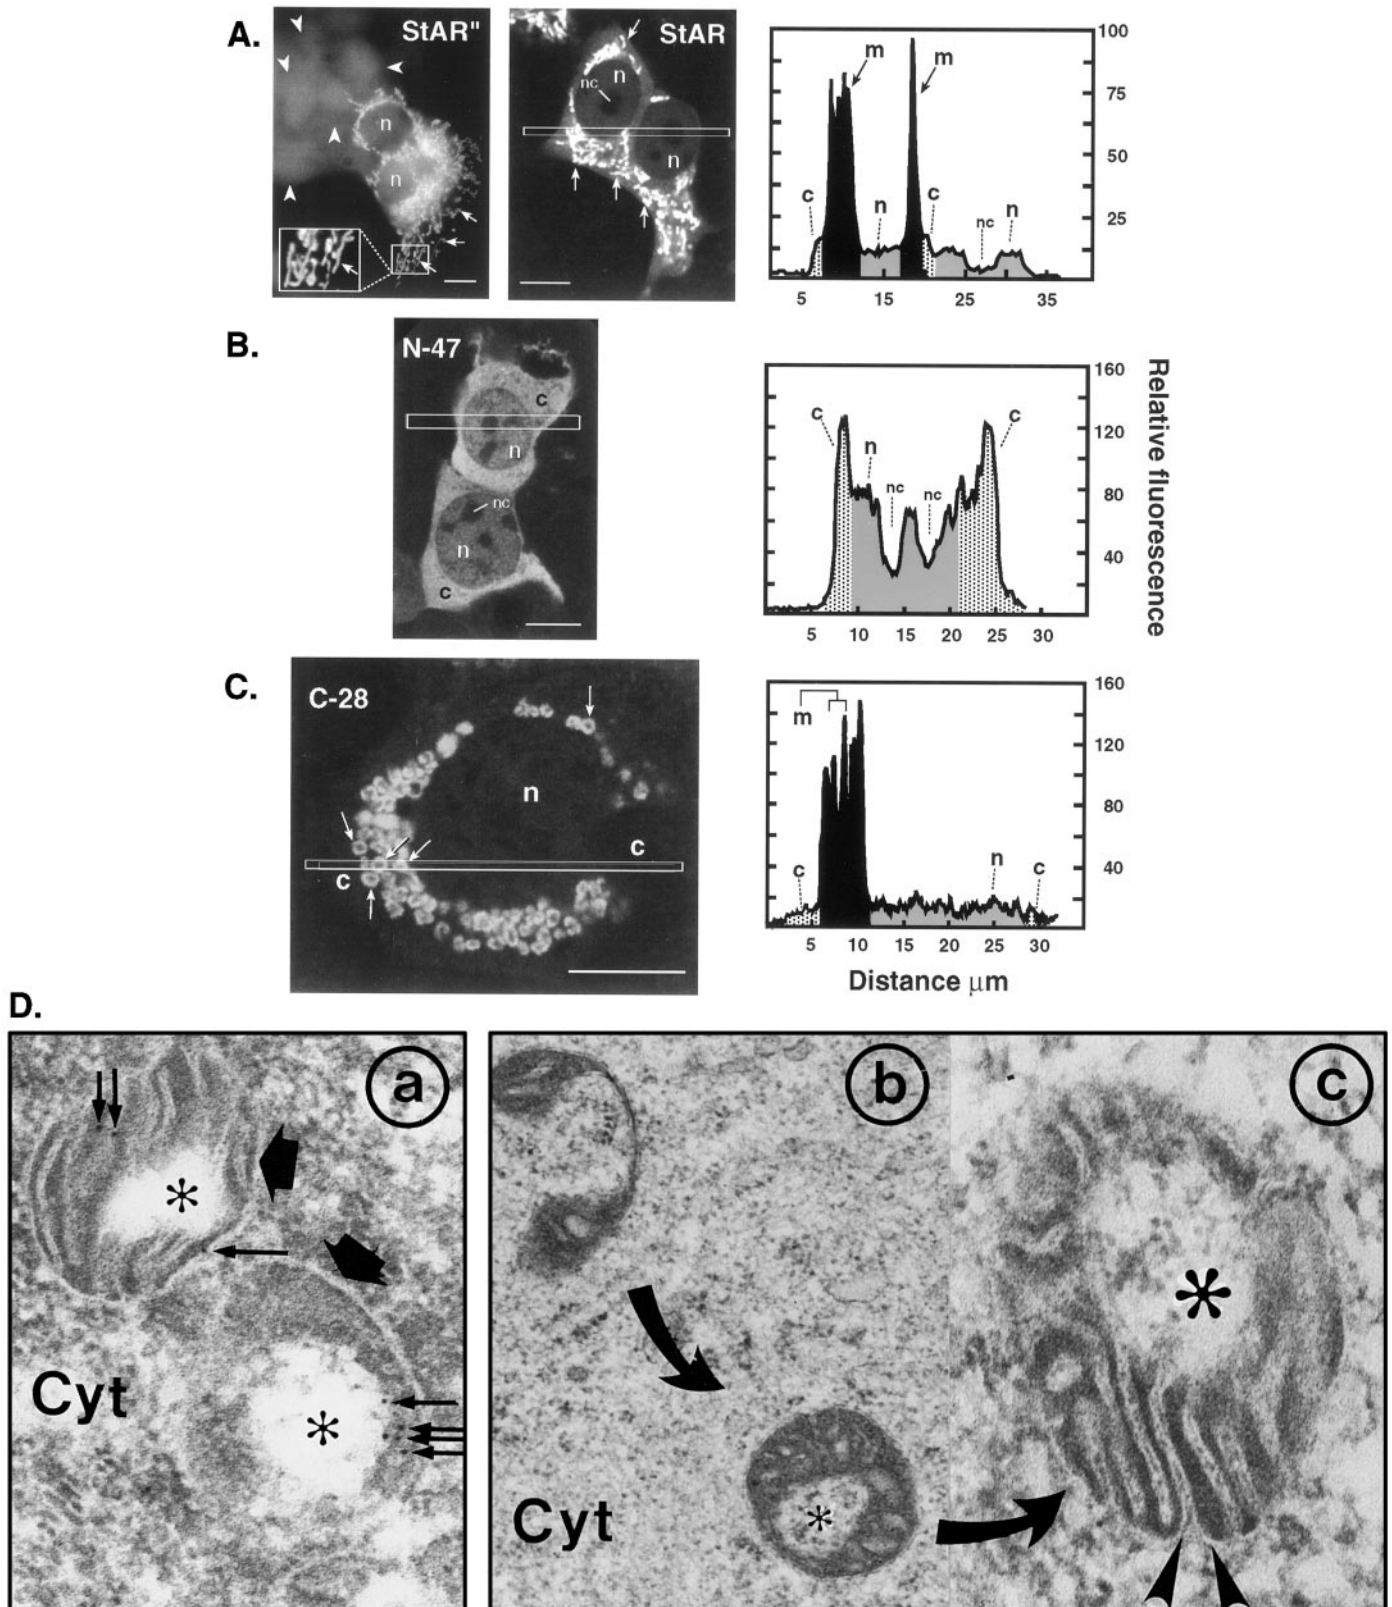 A.
StAR"
n
n
StAR
n
nc
n
100
75
50
25
m
m
c
n
c
nc
n
5 15 25 35
B.
N-47
c
n
nc
n
c
160
120
80
40
c
n
nc
nc
c
5 10 15 20 25 30
Relative fluorescence
C.
C-28
n
c
c
160
120
80
40
m
c
n
c
5 10 15 20 25 30
Distance μm
D.
a
*
*
Cyt
b
*
Cyt
c
*